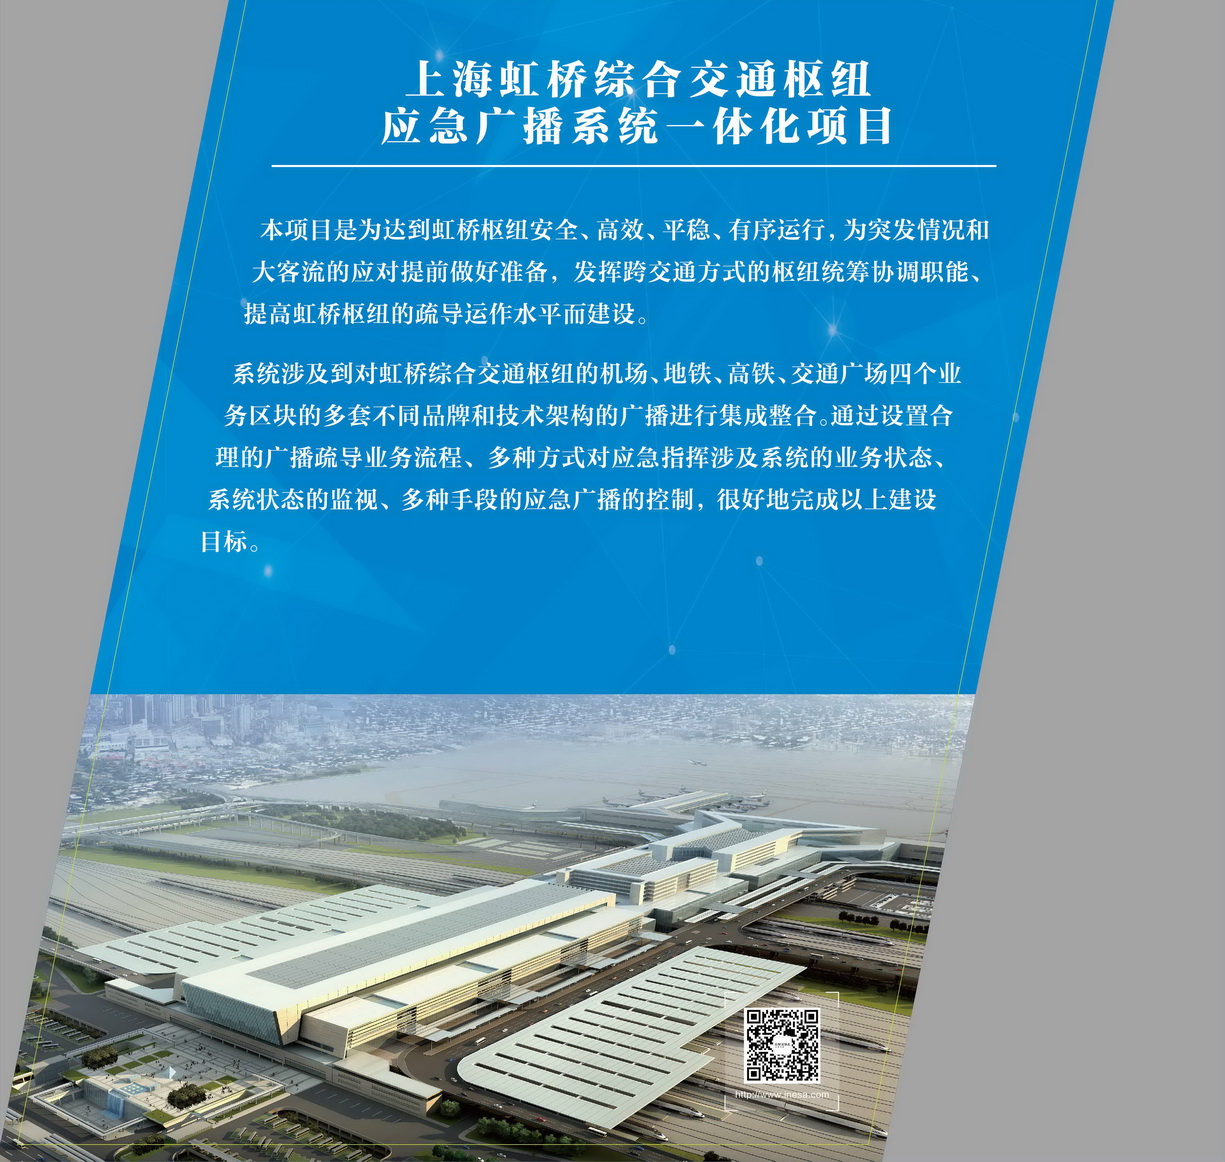 上海虹桥综合交通枢纽
应急广播系统一体化项目
本项目是为达到虹桥枢纽安全、高效、平稳、有序运行，为突发情况和
大客流的应对提前做好准备，发挥跨交通方式的枢纽统筹协调职能、
提高虹桥枢纽的疏导运作水平而建设。
系统涉及到对虹桥综合交通枢纽的机场、地铁、高铁、交通广场四个业
务区块的多套不同品牌和技术架构的广播进行集成整合。通过设置合
理的广播疏导业务流程、多种方式对应急指挥涉及系统的业务状态、
系统状态的监视、多种手段的应急广播的控制，很好地完成以上建设
目标。
http://www.inesa.com